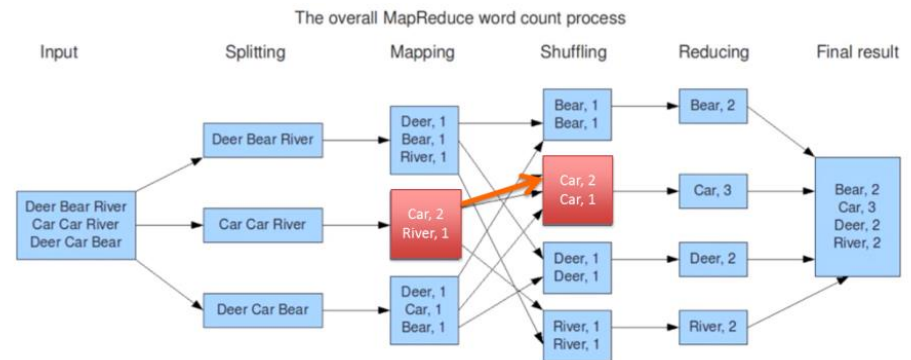 The overall MapReduce word count process
Input
Splitting
Mapping
Shuffling
Reducing
Final result
Deer Bear River
Car Car River
Deer Car Bear
Deer Bear River
Car Car River
Deer Car Bear
Deer, 1
Bear, 1
River, 1
Car, 2
River, 1
Deer, 1
Car, 1
Bear, 1
Bear, 1
Bear, 1
Car, 2
Car, 1
Deer, 1
Deer, 1
River, 1
River, 1
Bear, 2
Car, 3
Deer, 2
River, 2
Bear, 2
Car, 3
Deer, 2
River, 2